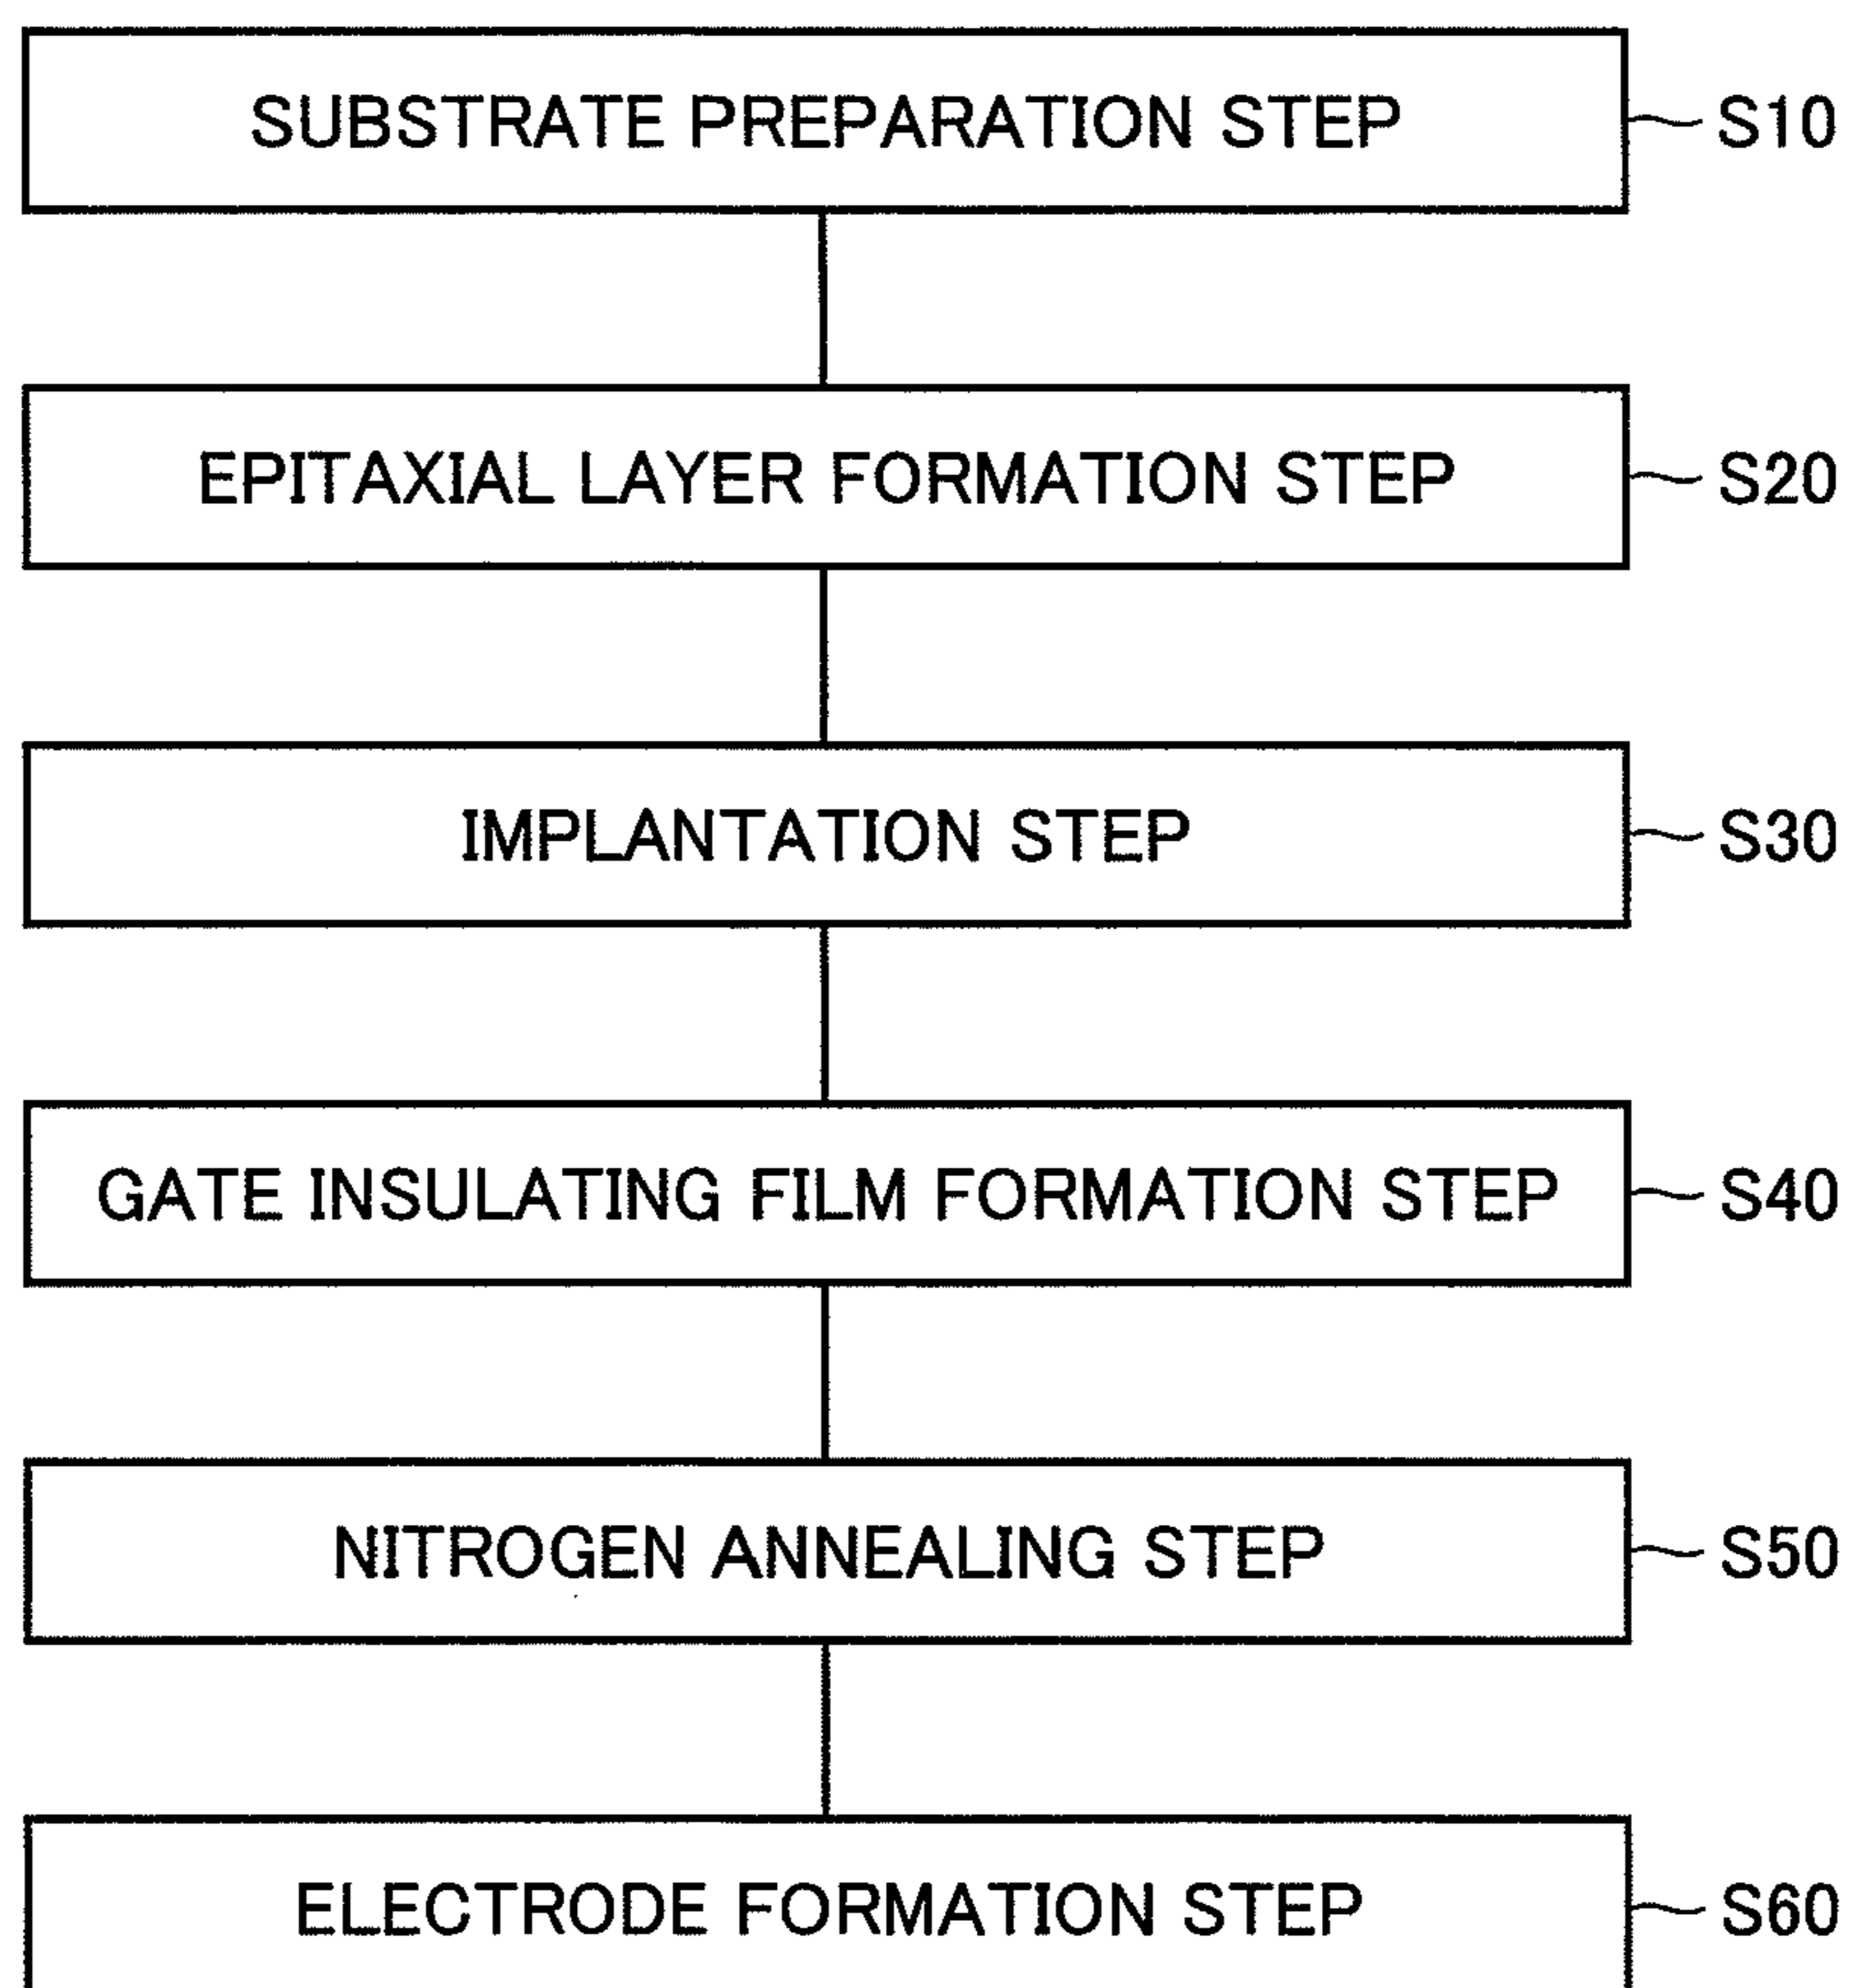 SUBSTRATE PREPARATION STEP S10
EPITAXIAL LAYER FORMATION STEP S20
IMPLANTATION STEP S30
GATE INSULATING FILM FORMATION STEP S40
NITROGEN ANNEALING STEP S50
ELECTRODE FORMATION STEP S60